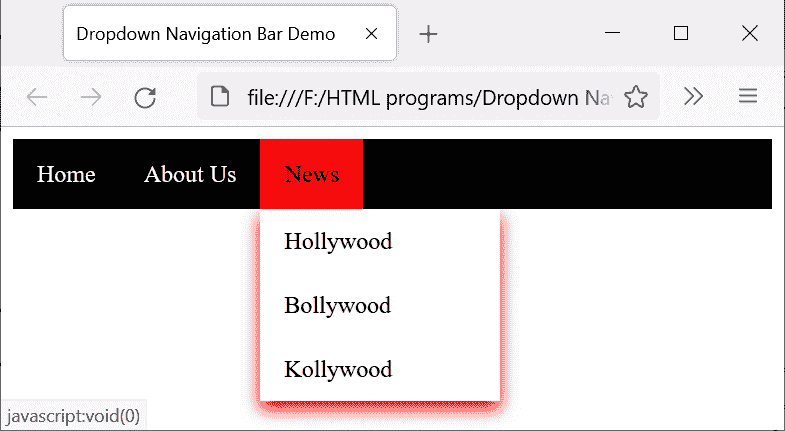 Dropdown Navigation Bar Demo
file:///F:/HTML programs/Dropdown Na
Home About Us News
Hollywood
Bollywood
Kollywood
javascript:void(0)